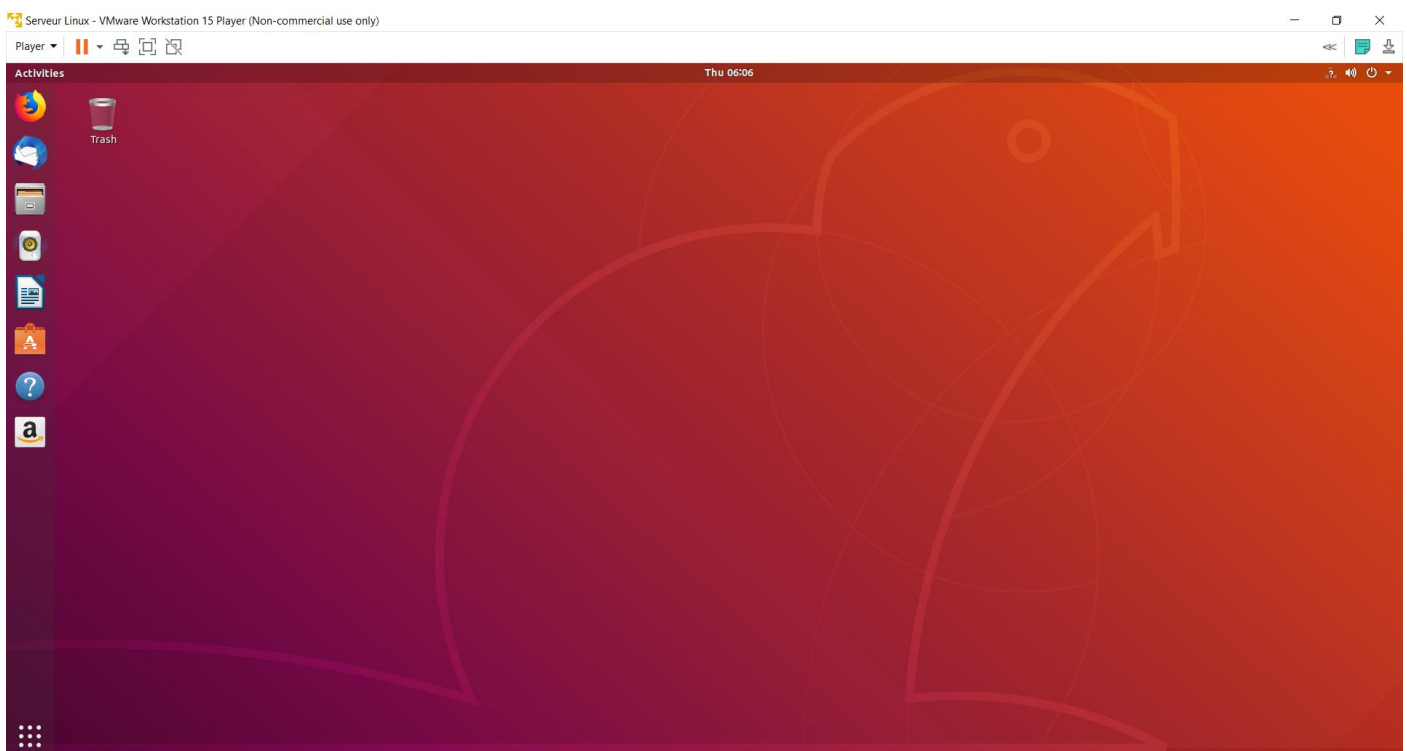 Serveur Linux - VMware Workstation 15 Player (Non-commercial use only)
Player
Activities
Thu 06:06
?
Trash
A
?
a